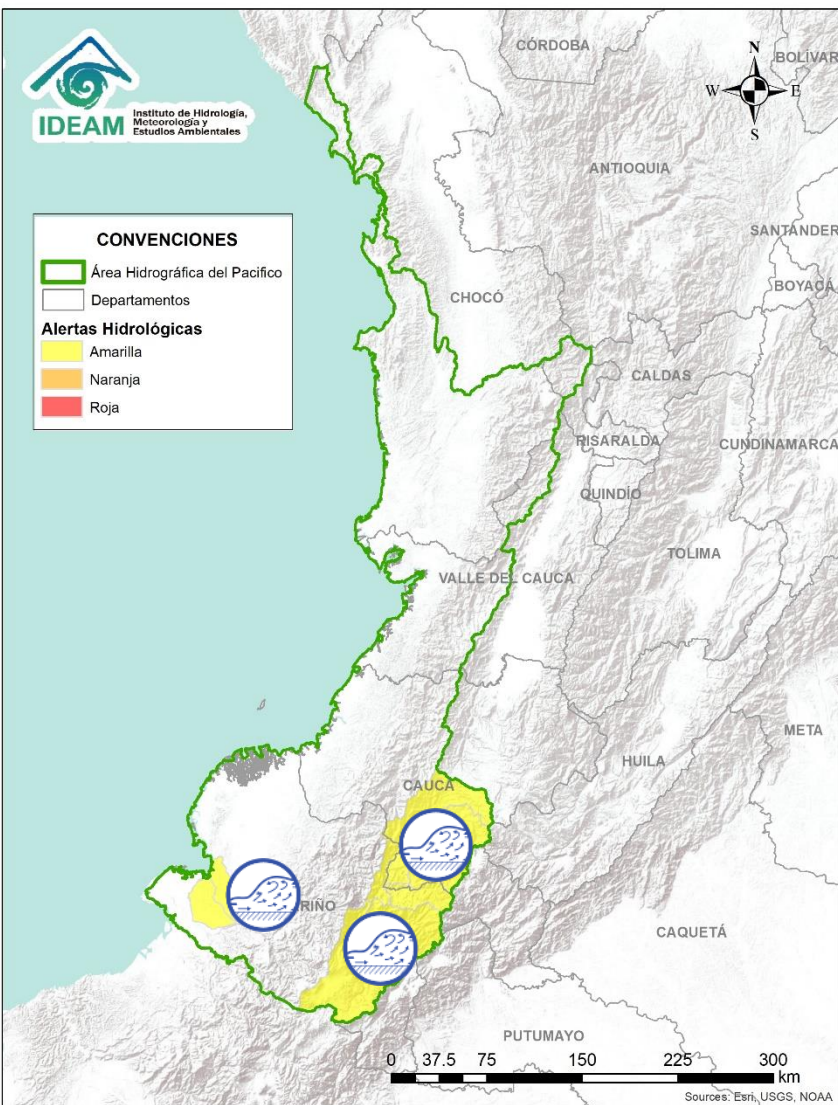 IDEAM
Instituto de Hidrología,
Meteorología y
Estudios Ambientales
N
W
E
S
CONVENCIONES
Área Hidrográfica del Pacifico
Departamentos
Alertas Hidrológicas
Amarilla
Naranja
Roja
CÓRDOBA
BOLÍVAR
ANTIOQUIA
SANTANDER
BOYACÁ
CHOCÓ
CALDAS
RISARALDA
CUNDINAMARCA
QUINDÍO
TOLIMA
VALLE DEL CAUCA
META
HUILA
CAUCA
RIÑO
CAQUETÁ
PUTUMAYO
0 37.5 75 150 225 300
km
Sources: Esri, USGS, NOAA